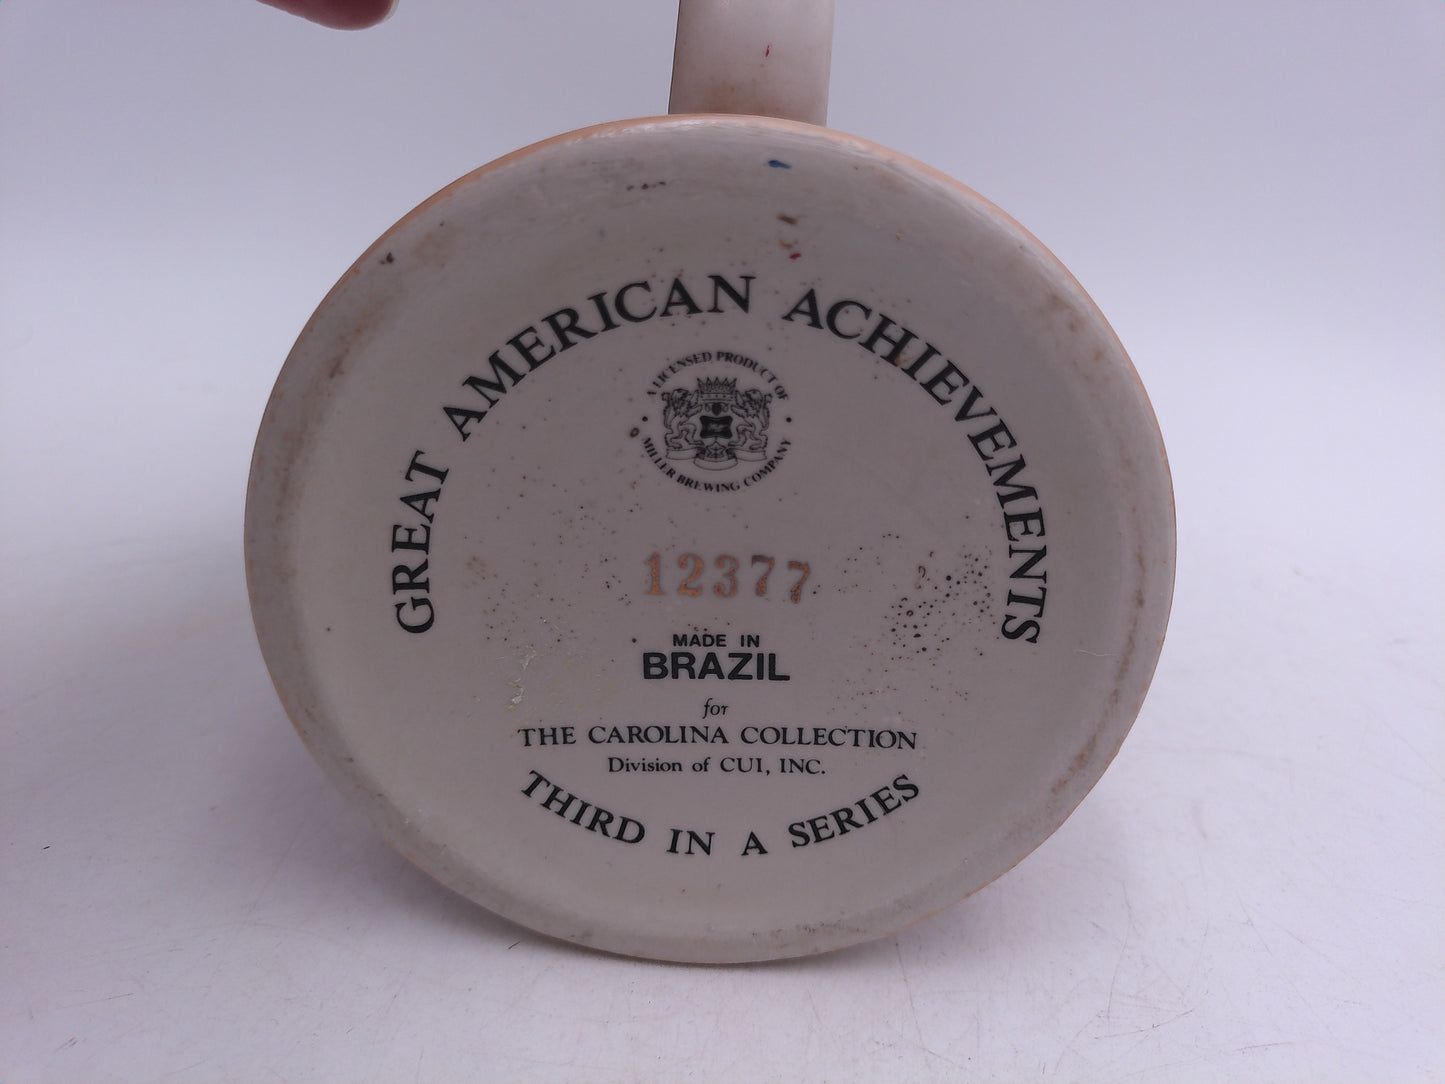 GREAT AMERICAN ACHIEVEMENTS
A LICENSED PRODUCT OF
MILLER BREWING COMPANY
12377
MADE IN
BRAZIL
for
THE CAROLINA COLLECTION
Division of CUI, INC.
THIRD IN A SERIES